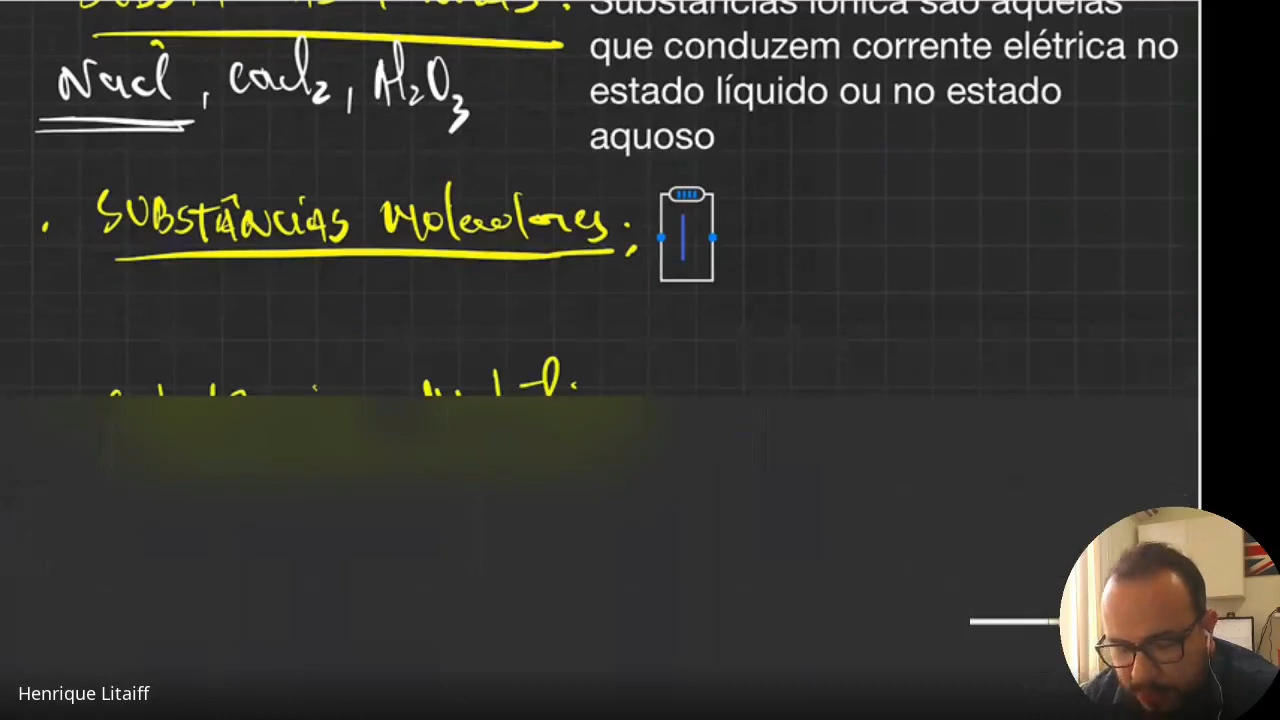 Substâncias iônica são aquelas
que conduzem corrente elétrica no
estado líquido ou no estado
aquoso
NaCl, CaCl2, Al2O3
. SUBSTÂNCIAS Moleculares:
Henrique Litaiff